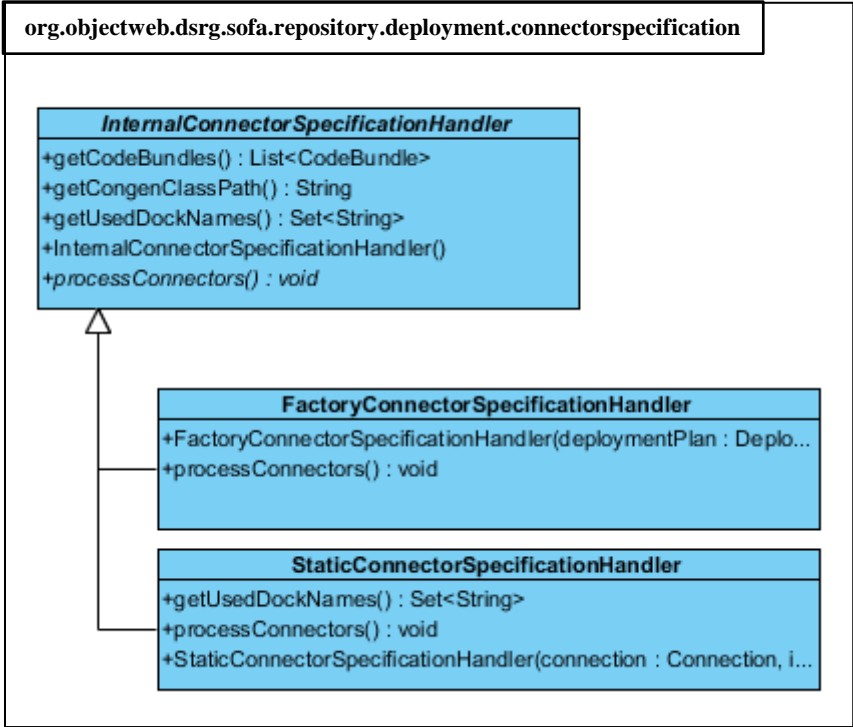 org.objectweb.dsrg.sofa.repository.deployment.connectorspecification
InternalConnectorSpecificationHandler
+getCodeBundles() : List<CodeBundle>
+getCongenClassPath() : String
+getUsedDockNames() : Set<String>
+InternalConnectorSpecificationHandler()
+processConnectors() : void
FactoryConnectorSpecificationHandler
+FactoryConnectorSpecificationHandler(deploymentPlan : Deplo...
+processConnectors() : void
StaticConnectorSpecificationHandler
+getUsedDockNames() : Set<String>
+processConnectors() : void
+StaticConnectorSpecificationHandler(connection : Connection, i...